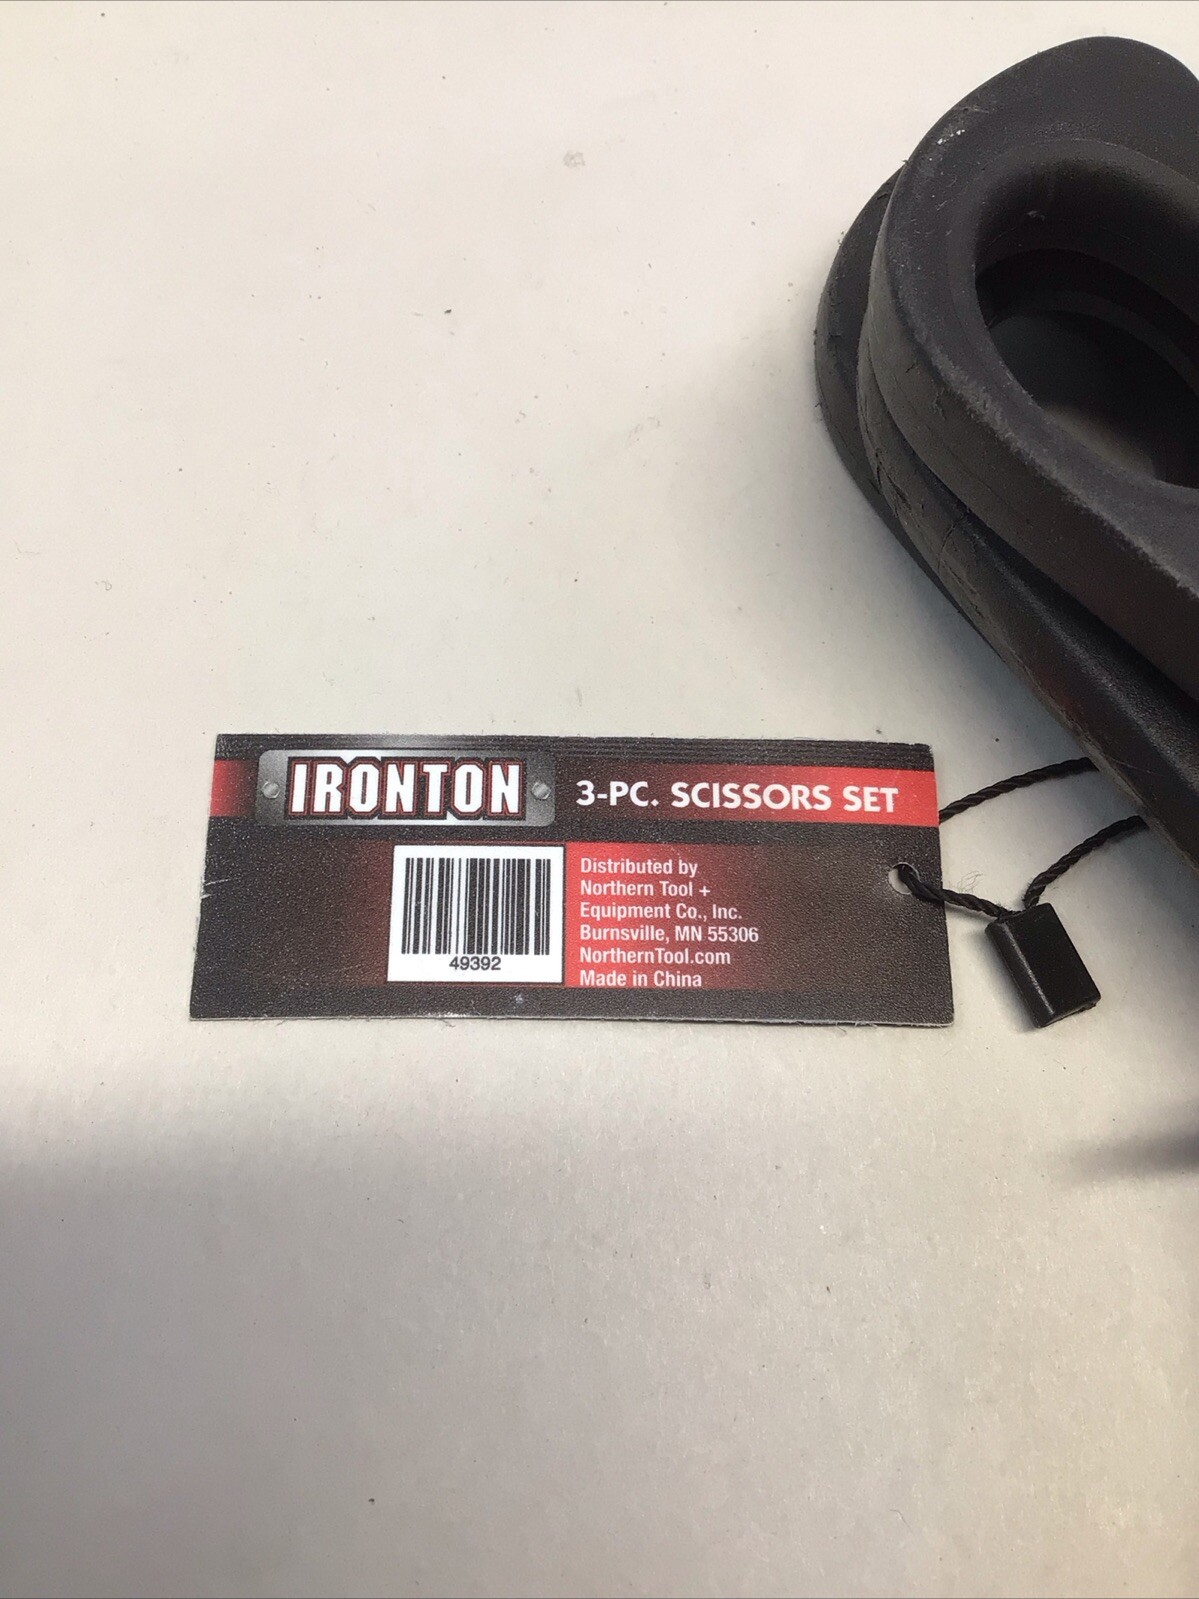 IRONTON
3-PC. SCISSORS SET
49392
Distributed by
Northern Tool +
Equipment Co., Inc.
Burnsville, MN 55306
NorthernTool.com
Made in China